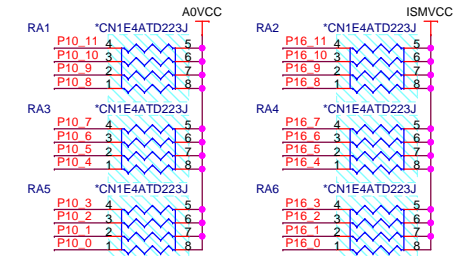 A0VCC
ISMVCC
RA1 *CN1E4ATD223J
P10_11 4 5
P10_10 3 6
P10_9 2 7
P10_8 1 8
RA2 *CN1E4ATD223J
P16_11 4 5
P16_10 3 6
P16_9 2 7
P16_8 1 8
RA3 *CN1E4ATD223J
P10_7 4 5
P10_6 3 6
P10_5 2 7
P10_4 1 8
RA4 *CN1E4ATD223J
P16_7 4 5
P16_6 3 6
P16_5 2 7
P16_4 1 8
RA5 *CN1E4ATD223J
P10_3 4 5
P10_2 3 6
P10_1 2 7
P10_0 1 8
RA6 *CN1E4ATD223J
P16_3 4 5
P16_2 3 6
P16_1 2 7
P16_0 1 8